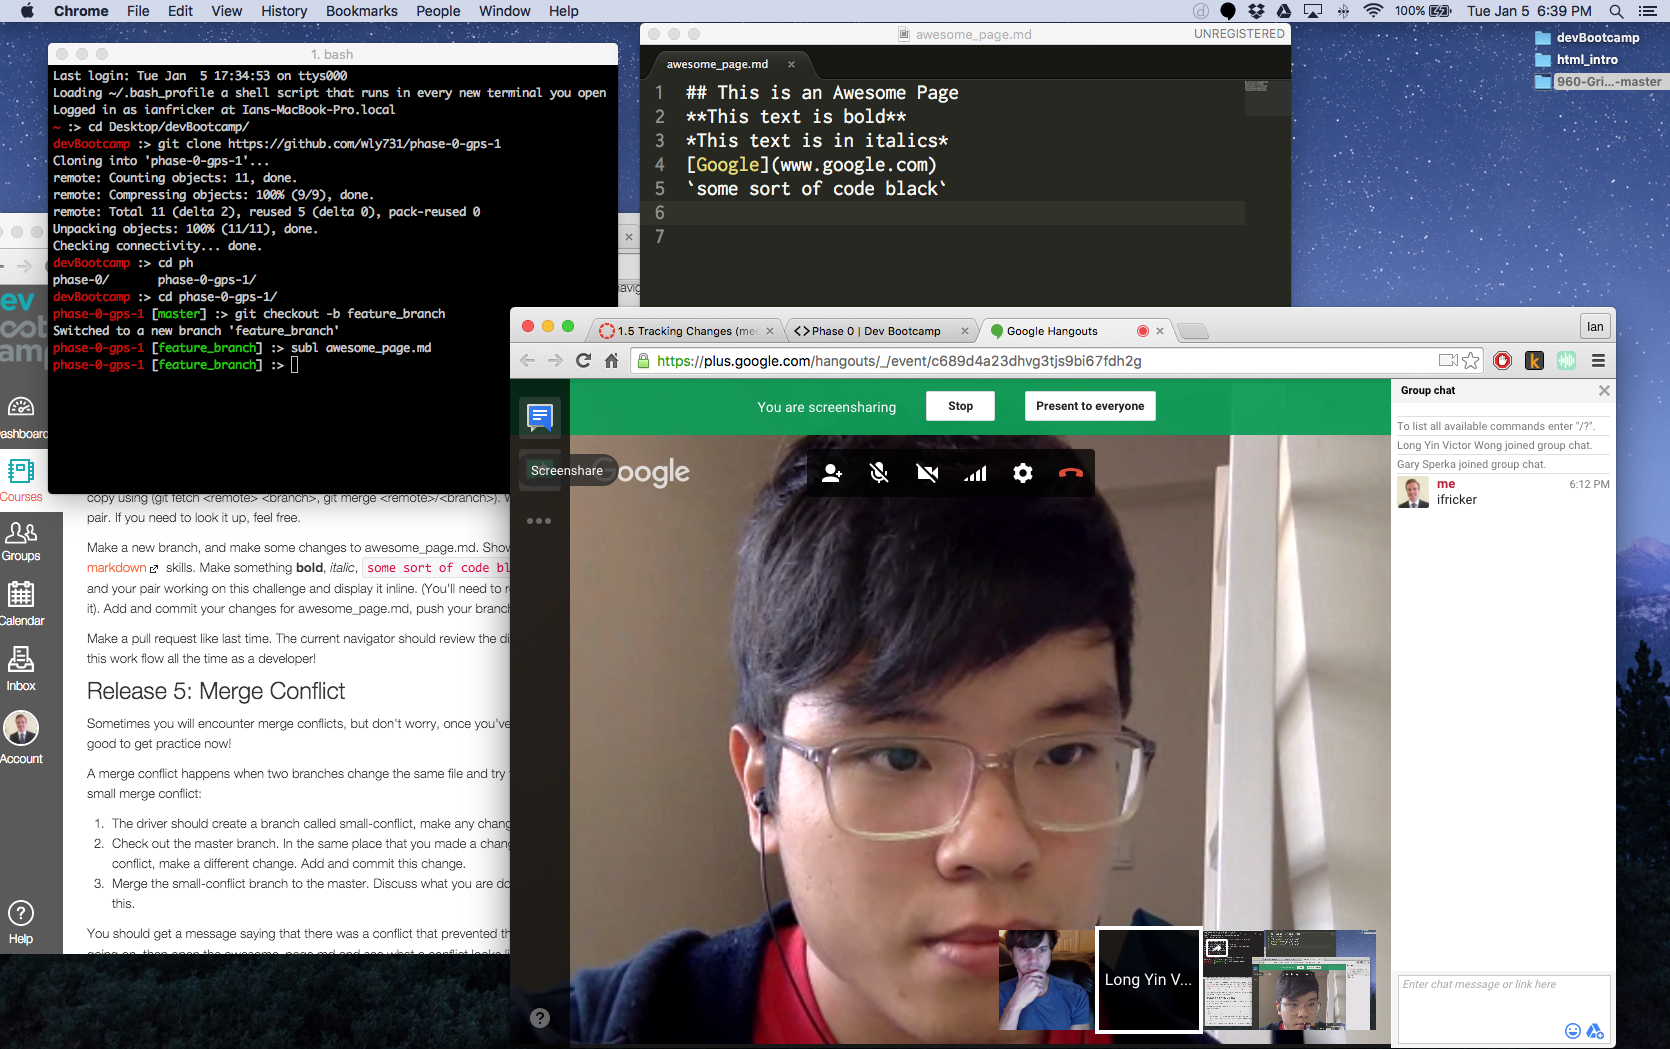 Chrome File Edit View History Bookmarks People Window Help
100% Tue Jan 5 6:39 PM
devBootcamp
html_intro
960-Gri...-master
1. bash
Last login: Tue Jan  5 17:34:53 on ttys000
Loading ~/.bash_profile a shell script that runs in every new terminal you open
Logged in as ianfricker at Ians-MacBook-Pro.local
~ :> cd Desktop/devBootcamp/
devBootcamp :> git clone https://github.com/wly731/phase-0-gps-1
Cloning into 'phase-0-gps-1'...
remote: Counting objects: 11, done.
remote: Compressing objects: 100% (9/9), done.
remote: Total 11 (delta 2), reused 5 (delta 0), pack-reused 0
Unpacking objects: 100% (11/11), done.
Checking connectivity... done.
devBootcamp :> cd ph
phase-0/ phase-0-gps-1/
devBootcamp :> cd phase-0-gps-1/
phase-0-gps-1 [master] :> git checkout -b feature_branch
Switched to a new branch 'feature_branch'
phase-0-gps-1 [feature_branch] :> subl awesome_page.md
phase-0-gps-1 [feature_branch] :>
awesome_page.md
UNREGISTERED
awesome_page.md ×
1 ## This is an Awesome Page
2 **This text is bold**
3 *This text is in italics*
4 [Google](www.google.com)
5 `some sort of code black`
6
7
ev
oot
amp
Dashboard
Courses
Groups
Calendar
Inbox
Account
Help
copy using (git fetch <remote> <branch>, git merge <remote>/<branch>).
pair. If you need to look it up, feel free.
Make a new branch, and make some changes to awesome_page.md. Show
markdown skills. Make something bold, italic, some sort of code bl
and your pair working on this challenge and display it inline. (You'll need to r
it). Add and commit your changes for awesome_page.md, push your branch
Make a pull request like last time. The current navigator should review the di
this work flow all the time as a developer!
Release 5: Merge Conflict
Sometimes you will encounter merge conflicts, but don't worry, once you've
good to get practice now!
A merge conflict happens when two branches change the same file and try
small merge conflict:
1. The driver should create a branch called small-conflict, make any chang
2. Check out the master branch. In the same place that you made a chang
conflict, make a different change. Add and commit this change.
3. Merge the small-conflict branch to the master. Discuss what you are do
this.
You should get a message saying that there was a conflict that prevented th
1.5 Tracking Changes (me ×
Phase 0 | Dev Bootcamp ×
Google Hangouts ×
Ian
https://plus.google.com/hangouts/_/event/c689d4a23dhvg3tjs9bi67fdh2g
You are screensharing
Stop
Present to everyone
Screenshare
Google
Long Yin V...
Group chat
To list all available commands enter "/?".
Long Yin Victor Wong joined group chat.
Gary Sperka joined group chat.
me 6:12 PM
ifricker
Enter chat message or link here